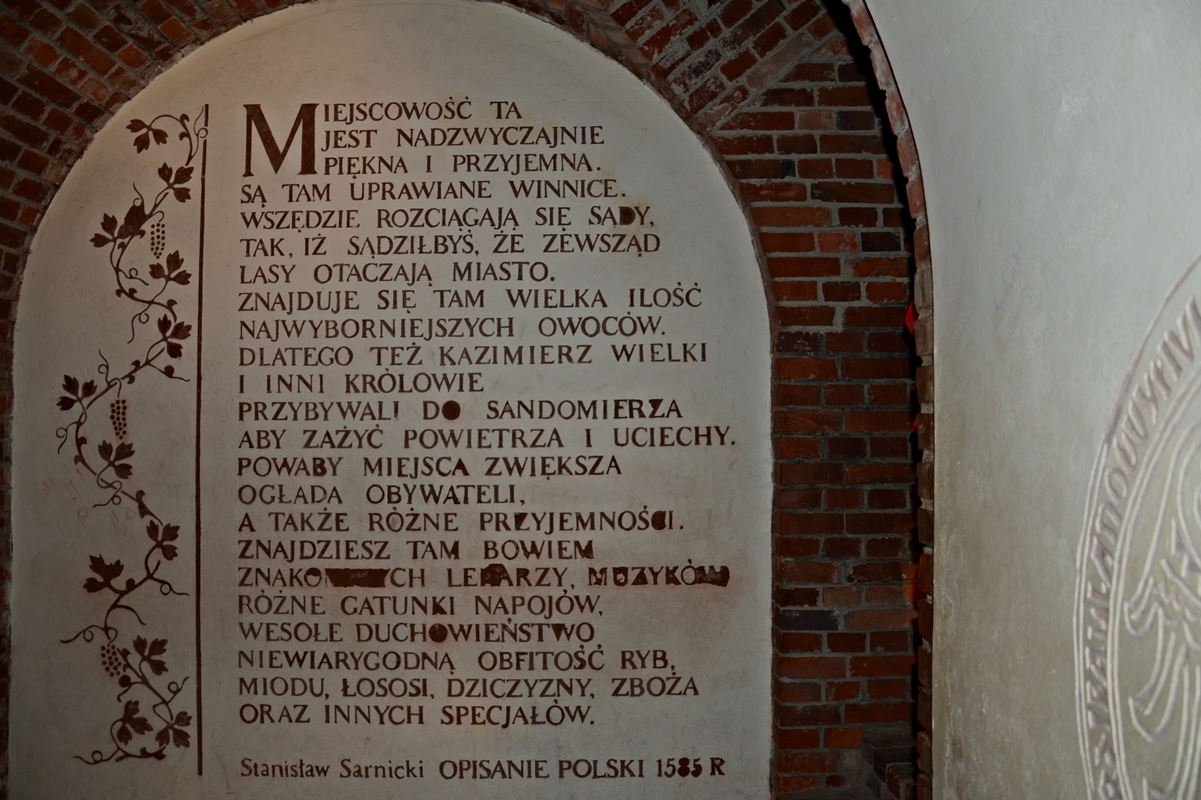 MIEJSCOWOŚĆ TA
JEST NADZWYCZAJNIE
PIĘKNA I PRZYJEMNA.
SĄ TAM UPRAWIANE WINNICE.
WSZĘDZIE ROZCIĄGAJĄ SIĘ SADY,
TAK, IŻ SĄDZIŁBYŚ, ŻE ZEWSZĄD
LASY OTACZAJĄ MIASTO.
ZNAJDUJE SIĘ TAM WIELKA ILOŚĆ
NAJWYBORNIEJSZYCH OWOCÓW.
DLATEGO TEŻ KAZIMIERZ WIELKI
I INNI KRÓLOWIE
PRZYBYWALI DO SANDOMIERZA
ABY ZAŻYĆ POWIETRZA I UCIECHY.
POWABY MIEJSCA ZWIĘKSZA
OGŁADA OBYWATELI,
A TAKŻE RÓŻNE PRZYJEMNOŚCI.
ZNAJDZIESZ TAM BOWIEM
LEKARZY, MUZYKÓW
RÓŻNE GATUNKI NAPOJÓW,
WESOŁE DUCHOWIEŃSTWO
NIEWIARYGODNĄ OBFITOŚĆ RYB,
MIODU, ŁOSOSI, DZICZYZNY, ZBOŻA
ORAZ INNYCH SPECJAŁÓW.
Stanisław Sarnicki OPISANIE POLSKI 1585 R